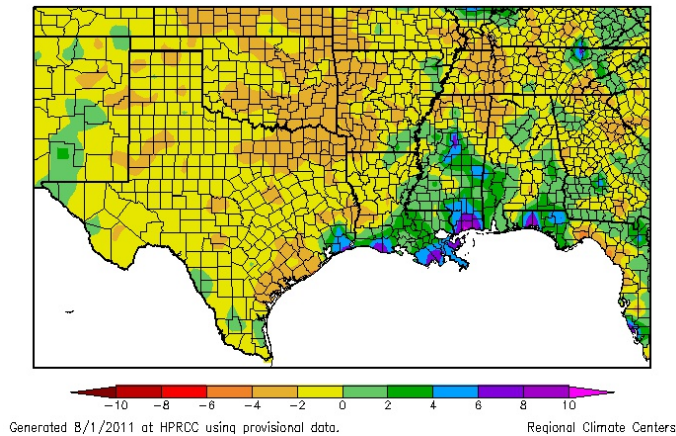 -10 -8 -6 -4 -2 0 2 4 6 8 10
Generated 8/1/2011 at HPRCC using provisional data. Regional Climate Centers